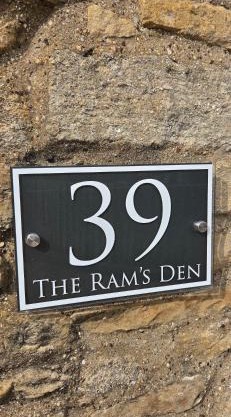 39
The Ram's Den